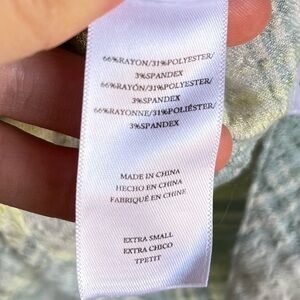 66%RAYON/31%POLYESTER/
3%SPANDEX
66%RAYÓN/31%POLYESTER/
3%SPANDEX
66%RAYONNE/31%POLIÉSTER/
3%SPANDEX
MADE IN CHINA
HECHO EN CHINA
FABRIQUÉ EN CHINE
EXTRA SMALL
EXTRA CHICO
TPETIT